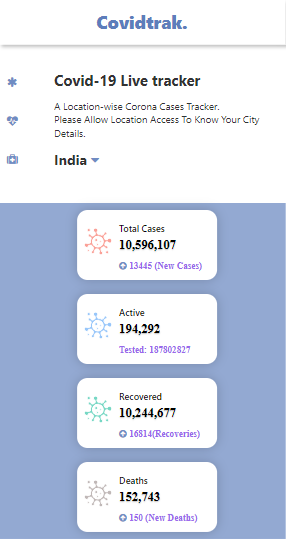 Covidtrak.
Covid-19 Live tracker
A Location-wise Corona Cases Tracker.
Please Allow Location Access To Know Your City
Details.
India
Total Cases
10,596,107
13445 (New Cases)
Active
194,292
Tested: 187802827
Recovered
10,244,677
16814(Recoveries)
Deaths
152,743
150 (New Deaths)